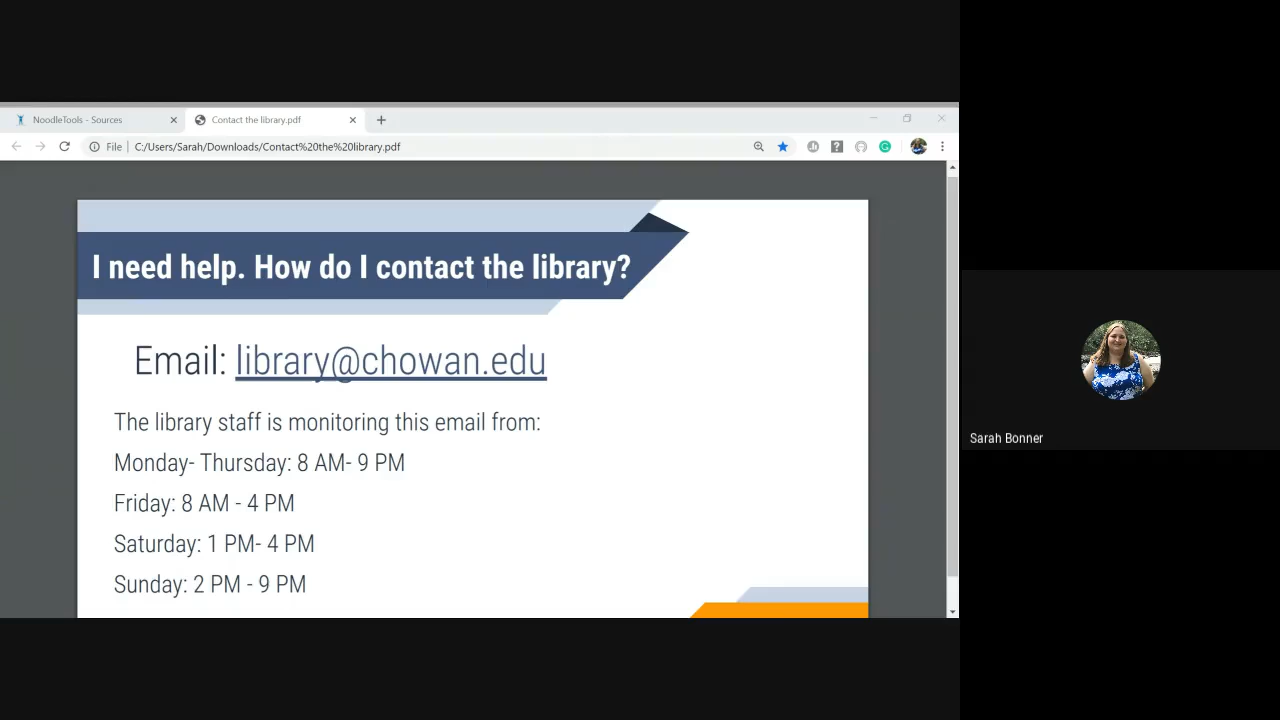 NoodleTools - Sources
Contact the library.pdf
File
C:/Users/Sarah/Downloads/Contact%20the%20library.pdf
I need help. How do I contact the library?
Email: library@chowan.edu
The library staff is monitoring this email from:
Monday- Thursday: 8 AM- 9 PM
Friday: 8 AM - 4 PM
Saturday: 1 PM- 4 PM
Sunday: 2 PM - 9 PM
Sarah Bonner